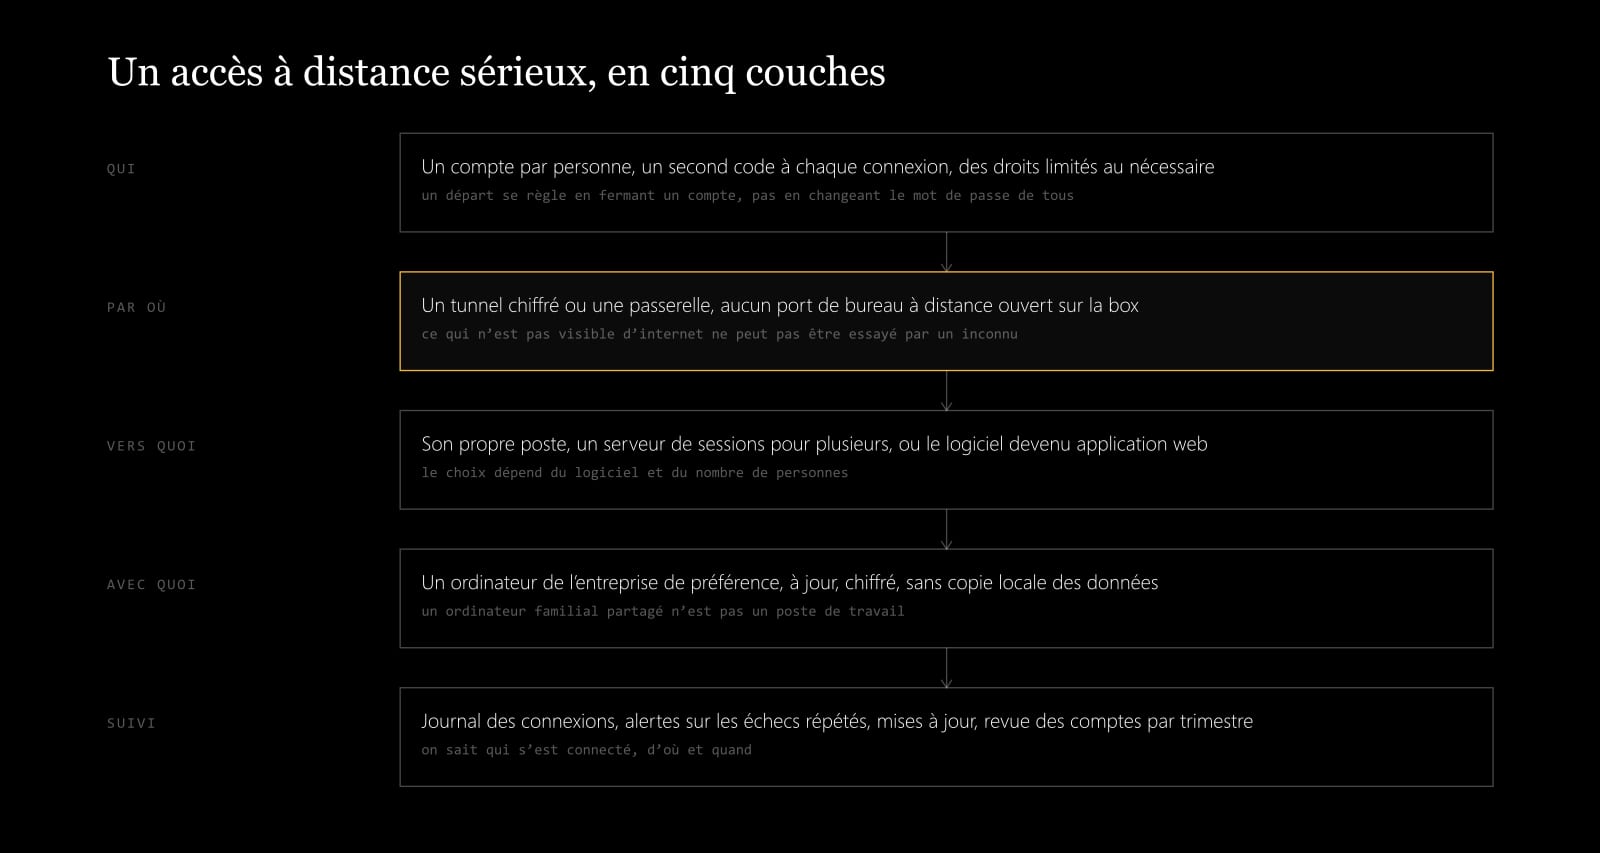 Un accès à distance sérieux, en cinq couches
QUI
Un compte par personne, un second code à chaque connexion, des droits limités au nécessaire
un départ se règle en fermant un compte, pas en changeant le mot de passe de tous
PAR OÙ
Un tunnel chiffré ou une passerelle, aucun port de bureau à distance ouvert sur la box
ce qui n’est pas visible d’internet ne peut pas être essayé par un inconnu
VERS QUOI
Son propre poste, un serveur de sessions pour plusieurs, ou le logiciel devenu application web
le choix dépend du logiciel et du nombre de personnes
AVEC QUOI
Un ordinateur de l’entreprise de préférence, à jour, chiffré, sans copie locale des données
un ordinateur familial partagé n’est pas un poste de travail
SUIVI
Journal des connexions, alertes sur les échecs répétés, mises à jour, revue des comptes par trimestre
on sait qui s’est connecté, d’où et quand